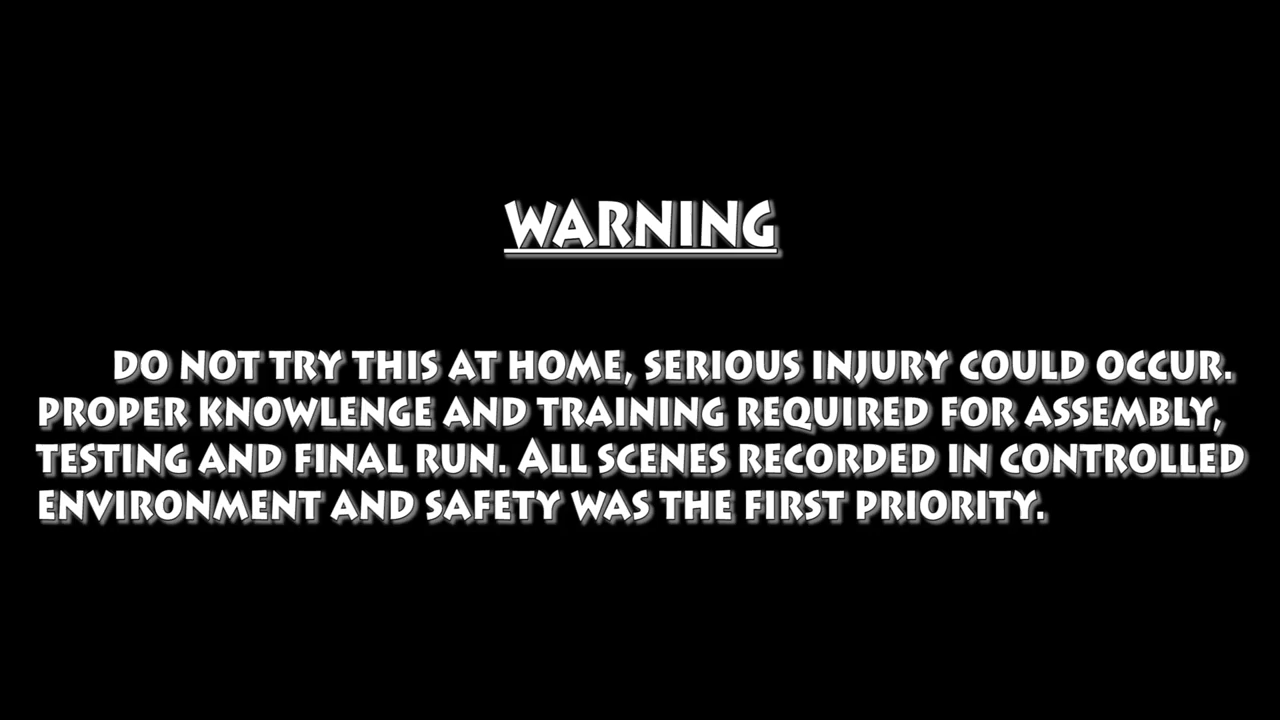 WARNING
DO NOT TRY THIS AT HOME, SERIOUS INJURY COULD OCCUR.
PROPER KNOWLENGE AND TRAINING REQUIRED FOR ASSEMBLY,
TESTING AND FINAL RUN. ALL SCENES RECORDED IN CONTROLLED
ENVIRONMENT AND SAFETY WAS THE FIRST PRIORITY.